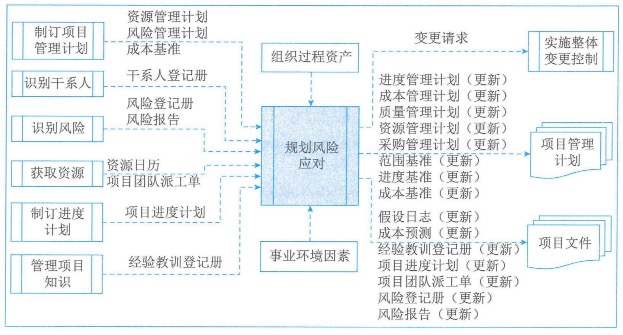 制订项目
管理计划
资源管理计划
风险管理计划
成本基准
识别干系人
干系人登记册
识别风险
风险登记册
风险报告
获取资源
资源日历
项目团队派工单
制订进度
计划
项目进度计划
管理项目
知识
经验教训登记册
组织过程资产
规划风险
应对
事业环境因素
变更请求
实施整体
变更控制
进度管理计划（更新）
成本管理计划（更新）
质量管理计划（更新）
资源管理计划（更新）
采购管理计划（更新）
范围基准（更新）
进度基准（更新）
成本基准（更新）
项目管理
计划
假设日志（更新）
成本预测（更新）
经验教训登记册（更新）
项目进度计划（更新）
项目团队派工单（更新）
风险登记册（更新）
风险报告（更新）
项目文件